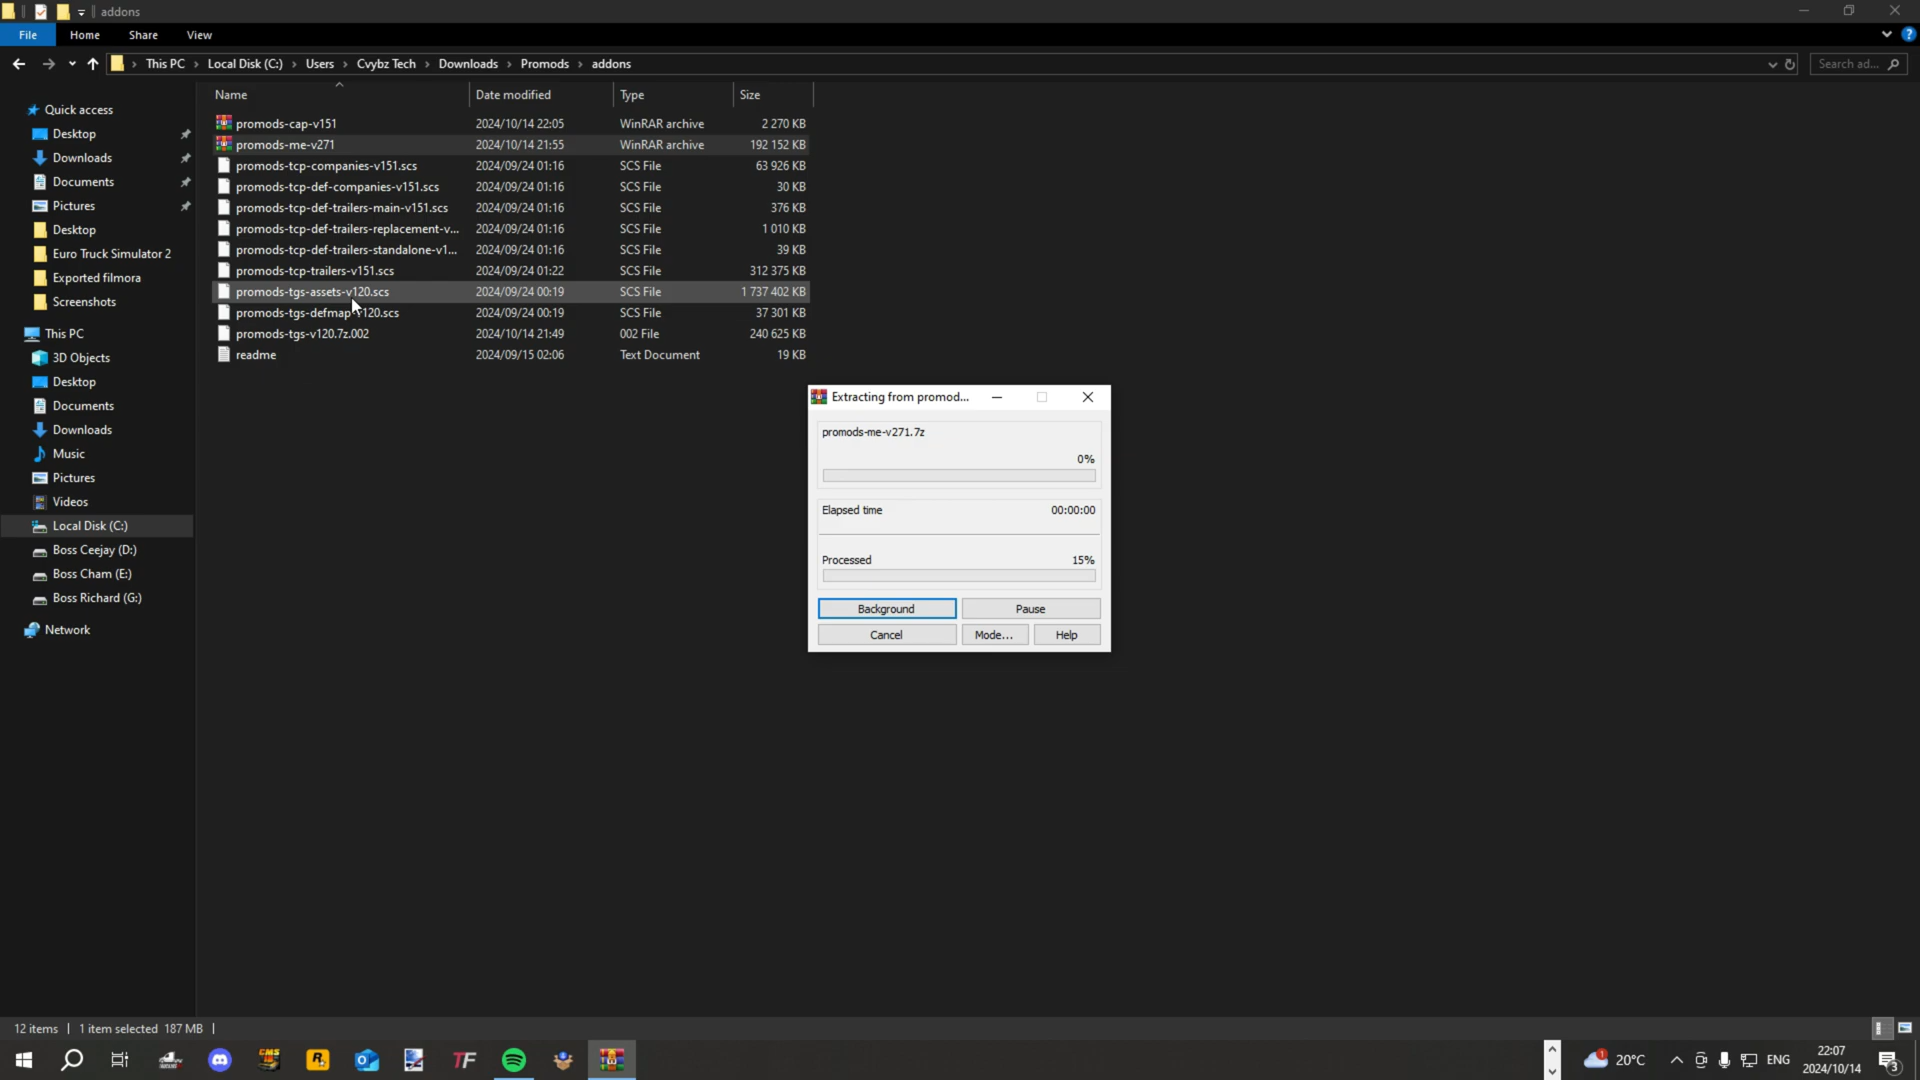 addons
File Home Share View
This PC Local Disk (C:) Users Cvybz Tech Downloads Promods addons
Search ad...
Name Date modified Type Size
promods-cap-v151 2024/10/14 22:05 WinRAR archive 2 270 KB
promods-me-v271 2024/10/14 21:55 WinRAR archive 192 152 KB
promods-tcp-companies-v151.scs 2024/09/24 01:16 SCS File 63 926 KB
promods-tcp-def-companies-v151.scs 2024/09/24 01:16 SCS File 30 KB
promods-tcp-def-trailers-main-v151.scs 2024/09/24 01:16 SCS File 376 KB
promods-tcp-def-trailers-replacement-v... 2024/09/24 01:16 SCS File 1 010 KB
promods-tcp-def-trailers-standalone-v1... 2024/09/24 01:16 SCS File 39 KB
promods-tcp-trailers-v151.scs 2024/09/24 01:22 SCS File 312 375 KB
promods-tgs-assets-v120.scs 2024/09/24 00:19 SCS File 1 737 402 KB
promods-tgs-defmap-v120.scs 2024/09/24 00:19 SCS File 37 301 KB
promods-tgs-v120.7z.002 2024/10/14 21:49 002 File 240 625 KB
readme 2024/09/15 02:06 Text Document 19 KB
Quick access
Desktop
Downloads
Documents
Pictures
Desktop
Euro Truck Simulator 2
Exported filmora
Screenshots
This PC
3D Objects
Desktop
Documents
Downloads
Music
Pictures
Videos
Local Disk (C:)
Boss Ceejay (D:)
Boss Cham (E:)
Boss Richard (G:)
Network
Extracting from promod...
promods-me-v271.7z
0%
Elapsed time 00:00:00
Processed 15%
Background Pause
Cancel Mode... Help
12 items 1 item selected 187 MB
CMS
R
TF
1
20°C
ENG
22:07
2024/10/14
3